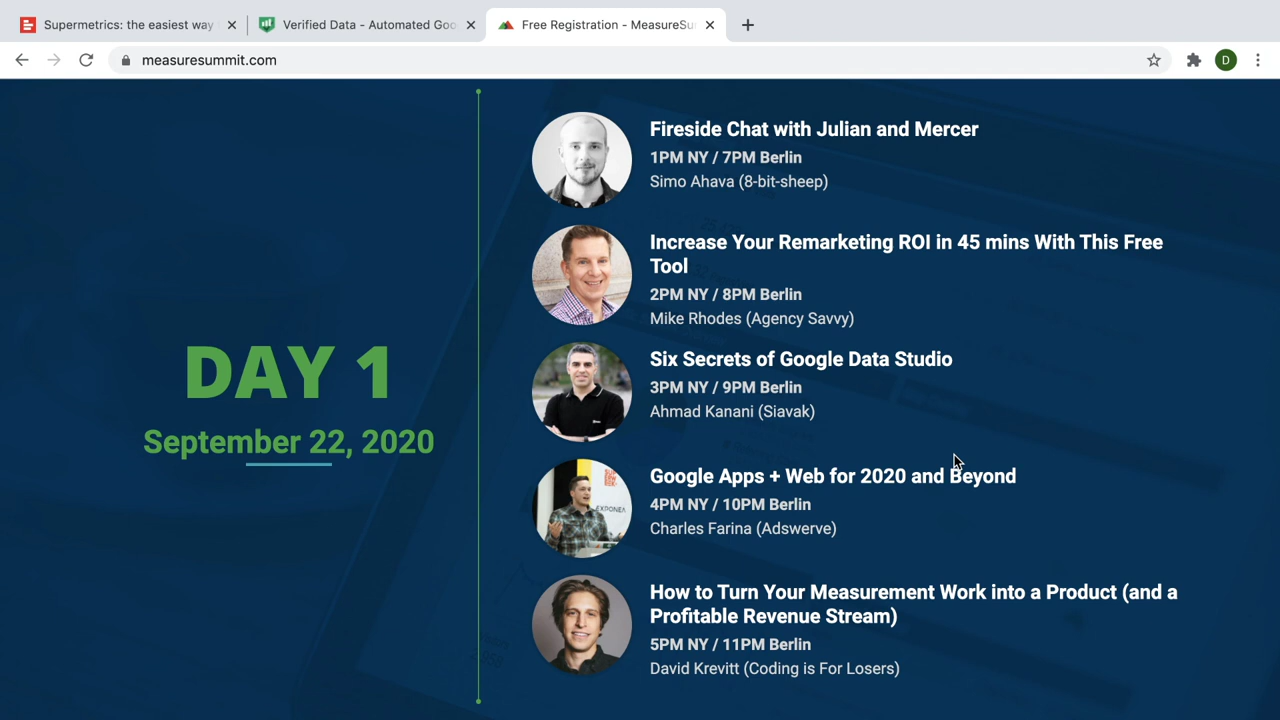 Supermetrics: the easiest way
Verified Data - Automated Goo
Free Registration - MeasureSu
measuresummit.com
D
DAY 1
September 22, 2020
Fireside Chat with Julian and Mercer
1PM NY / 7PM Berlin
Simo Ahava (8-bit-sheep)
Increase Your Remarketing ROI in 45 mins With This Free
Tool
2PM NY / 8PM Berlin
Mike Rhodes (Agency Savvy)
Six Secrets of Google Data Studio
3PM NY / 9PM Berlin
Ahmad Kanani (Siavak)
Google Apps + Web for 2020 and Beyond
4PM NY / 10PM Berlin
Charles Farina (Adswerve)
EXPONEA
How to Turn Your Measurement Work into a Product (and a
Profitable Revenue Stream)
5PM NY / 11PM Berlin
David Krevitt (Coding is For Losers)